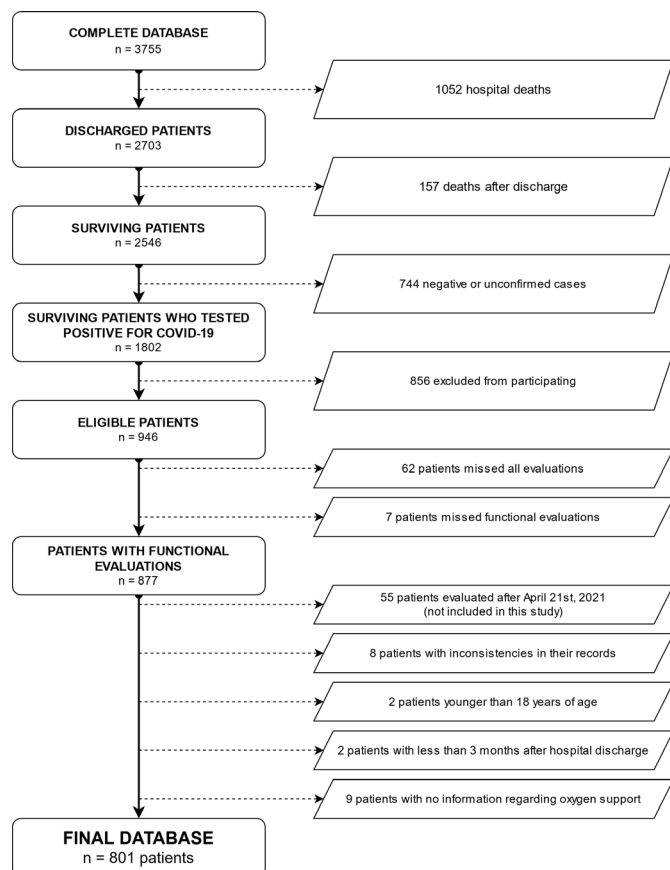 COMPLETE DATABASE
n = 3755
1052 hospital deaths
DISCHARGED PATIENTS
n = 2703
157 deaths after discharge
SURVIVING PATIENTS
n = 2546
744 negative or unconfirmed cases
SURVIVING PATIENTS WHO TESTED
POSITIVE FOR COVID-19
n = 1802
856 excluded from participating
ELIGIBLE PATIENTS
n = 946
62 patients missed all evaluations
7 patients missed functional evaluations
PATIENTS WITH FUNCTIONAL
EVALUATIONS
n = 877
55 patients evaluated after April 21st, 2021
(not included in this study)
8 patients with inconsistencies in their records
2 patients younger than 18 years of age
2 patients with less than 3 months after hospital discharge
9 patients with no information regarding oxygen support
FINAL DATABASE
n = 801 patients